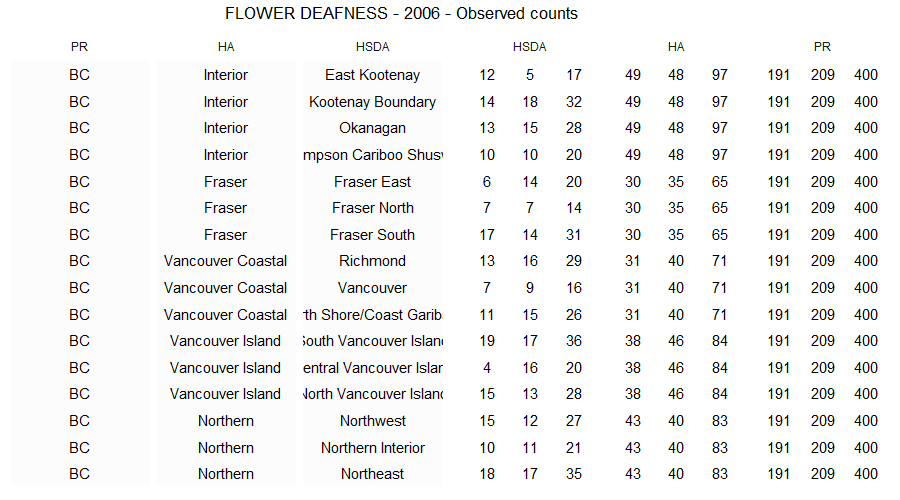 FLOWER DEAFNESS - 2006 - Observed counts
PR HA HSDA HSDA HA PR
BC Interior East Kootenay 12 5 17 49 48 97 191 209 400
BC Interior Kootenay Boundary 14 18 32 49 48 97 191 209 400
BC Interior Okanagan 13 15 28 49 48 97 191 209 400
BC Interior mpson Cariboo Shusw 10 10 20 49 48 97 191 209 400
BC Fraser Fraser East 6 14 20 30 35 65 191 209 400
BC Fraser Fraser North 7 7 14 30 35 65 191 209 400
BC Fraser Fraser South 17 14 31 30 35 65 191 209 400
BC Vancouver Coastal Richmond 13 16 29 31 40 71 191 209 400
BC Vancouver Coastal Vancouver 7 9 16 31 40 71 191 209 400
BC Vancouver Coastal rth Shore/Coast Gariba 11 15 26 31 40 71 191 209 400
BC Vancouver Island South Vancouver Island 19 17 36 38 46 84 191 209 400
BC Vancouver Island entral Vancouver Islan 4 16 20 38 46 84 191 209 400
BC Vancouver Island North Vancouver Island 15 13 28 38 46 84 191 209 400
BC Northern Northwest 15 12 27 43 40 83 191 209 400
BC Northern Northern Interior 10 11 21 43 40 83 191 209 400
BC Northern Northeast 18 17 35 43 40 83 191 209 400